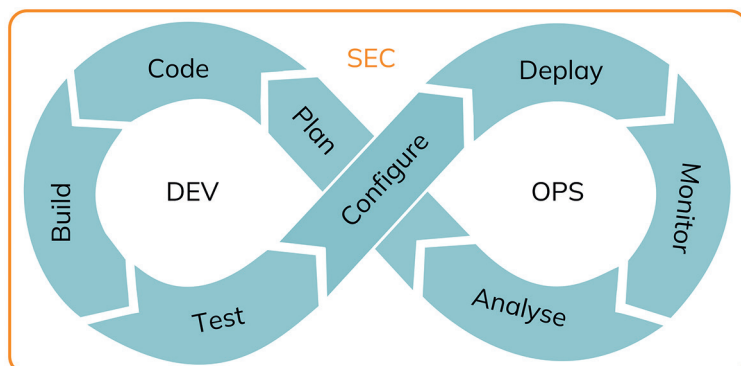 SEC
Code
Deplay
Plan
Configure
Build
DEV
OPS
Monitor
Test
Analyse